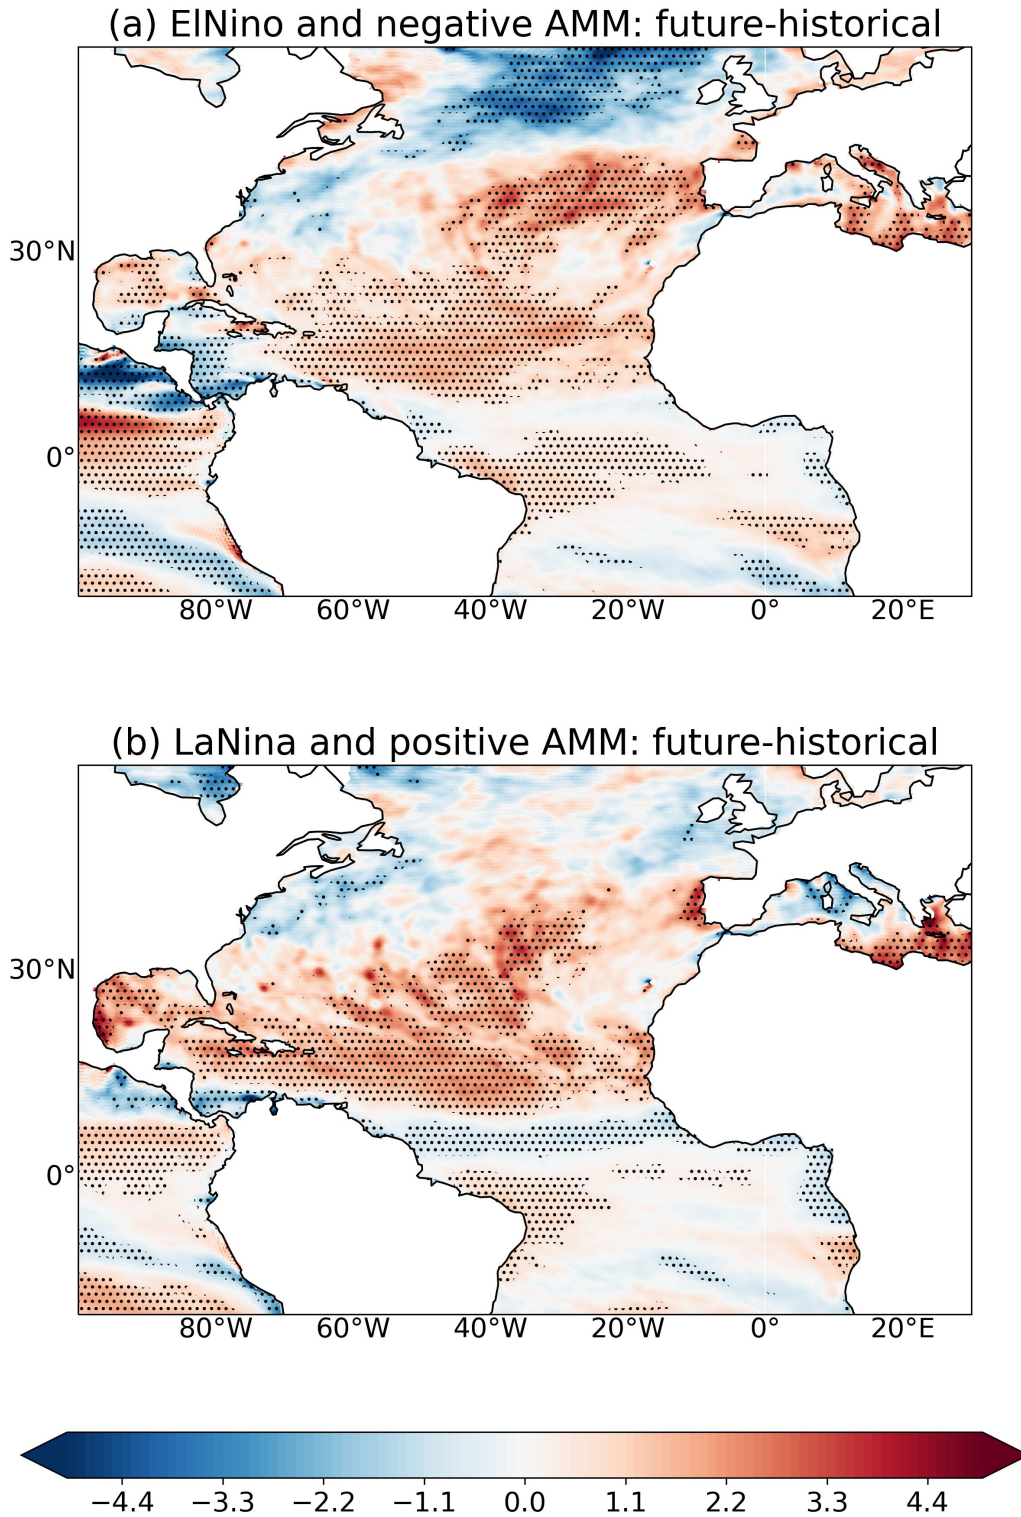 (a) ElNino and negative AMM: future-historical
30°N
0°
80°W 60°W 40°W 20°W 0° 20°E
(b) LaNina and positive AMM: future-historical
30°N
0°
80°W 60°W 40°W 20°W 0° 20°E
−4.4 −3.3 −2.2 −1.1 0.0 1.1 2.2 3.3 4.4